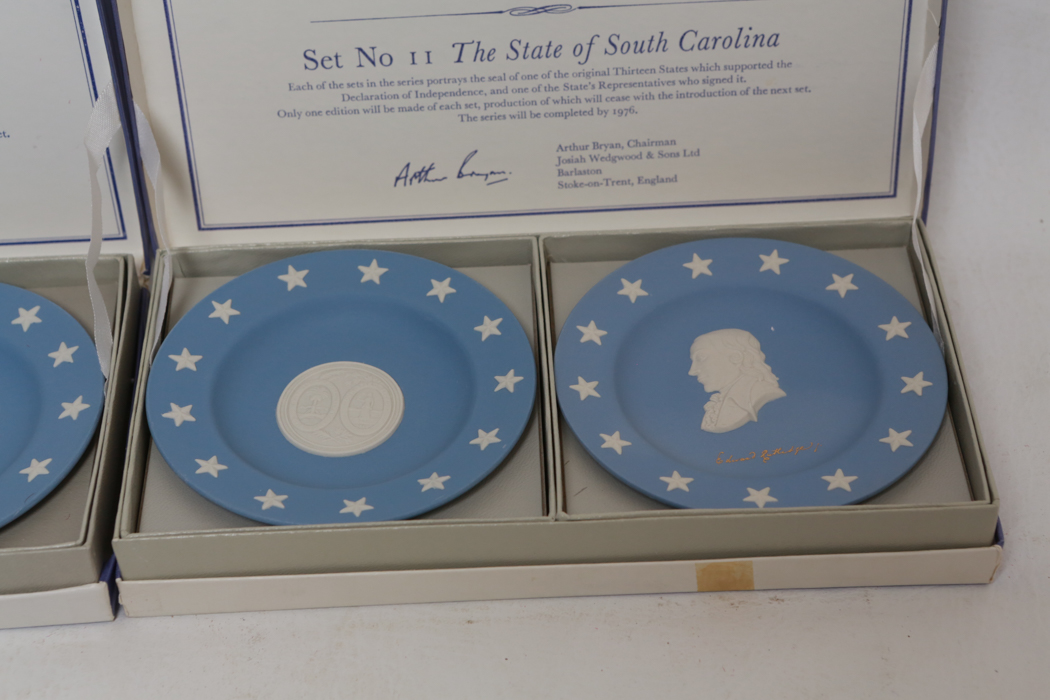 Set No 11 The State of South Carolina
Each of the sets in the series portrays the seal of one of the original Thirteen States which supported the
Declaration of Independence, and one of the State's Representatives who signed it.
Only one edition will be made of each set, production of which will cease with the introduction of the next set.
The series will be completed by 1976.
Arthur Bryan.
Arthur Bryan, Chairman
Josiah Wedgwood & Sons Ltd
Barlaston
Stoke-on-Trent, England
Edward Rutledge